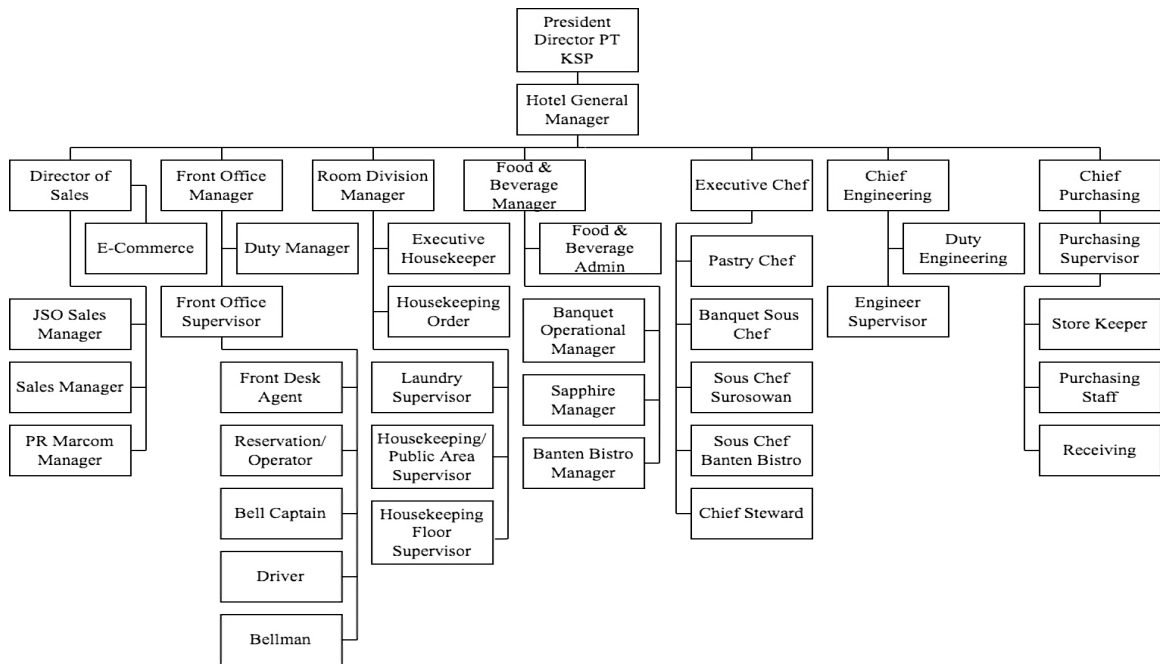 President
Director PT
KSP
Hotel General
Manager
Director of
Sales
Front Office
Manager
Room Division
Manager
Food &
Beverage
Manager
Executive Chef
Chief
Engineering
Chief
Purchasing
E-Commerce
Duty Manager
Executive
Housekeeper
Food &
Beverage
Admin
Pastry Chef
Duty
Engineering
Purchasing
Supervisor
JSO Sales
Manager
Front Office
Supervisor
Housekeeping
Order
Banquet
Operational
Manager
Banquet Sous
Chef
Engineer
Supervisor
Store Keeper
Sales Manager
Front Desk
Agent
Laundry
Supervisor
Sapphire
Manager
Sous Chef
Surosowan
Purchasing
Staff
PR Marcom
Manager
Reservation/
Operator
Housekeeping/
Public Area
Supervisor
Banten Bistro
Manager
Sous Chef
Banten Bistro
Receiving
Bell Captain
Housekeeping
Floor
Supervisor
Chief Steward
Driver
Bellman